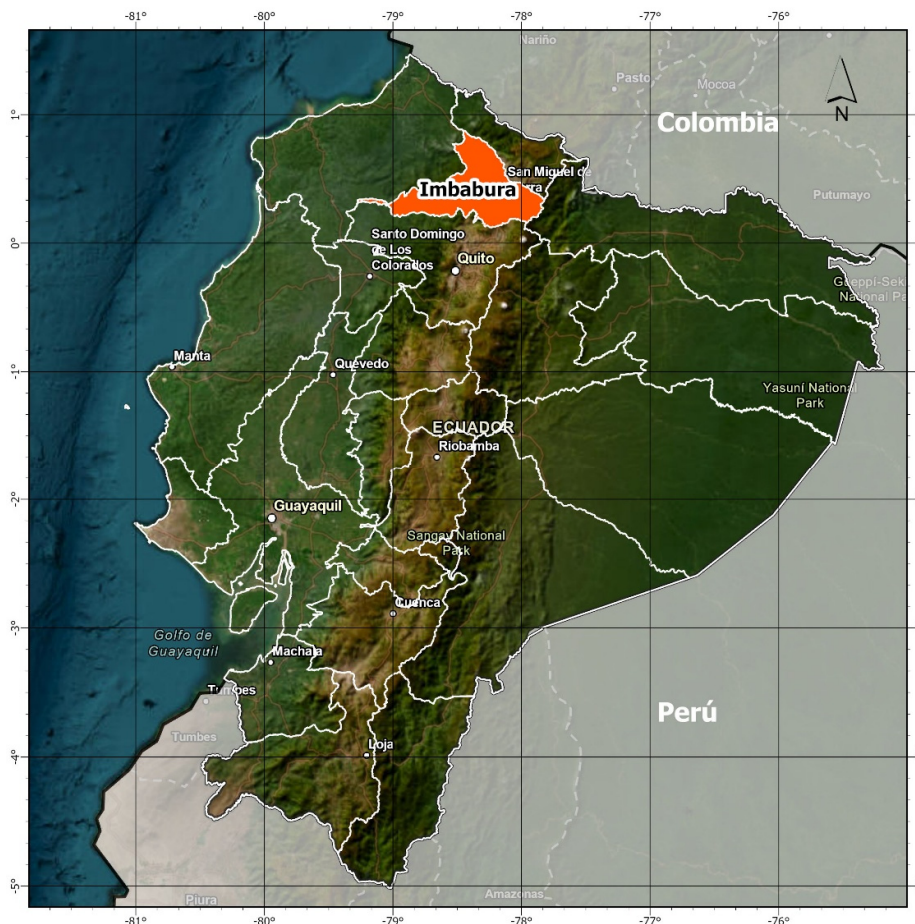 -81°
-80°
-79°
-78°
-77°
-76°
Nariño
Pasto
Mocoa
N
1°
Colombia
San Miguel de
Imbabura
Putumayo
Santo Domingo
de Los
Colorados
0°
Quito
National
Manta
Quevedo
-1°
Yasuní National
Park
ECUADOR
Riobamba
-2°
Guayaquil
Sangay National
Park
Cuenca
-3°
Golfo de
Guayaquil
Machala
Tumbes
Perú
Tumbes
Loja
-4°
-5°
Piura
Amazonas
-81°
-80°
-79°
-78°
-77°
-76°